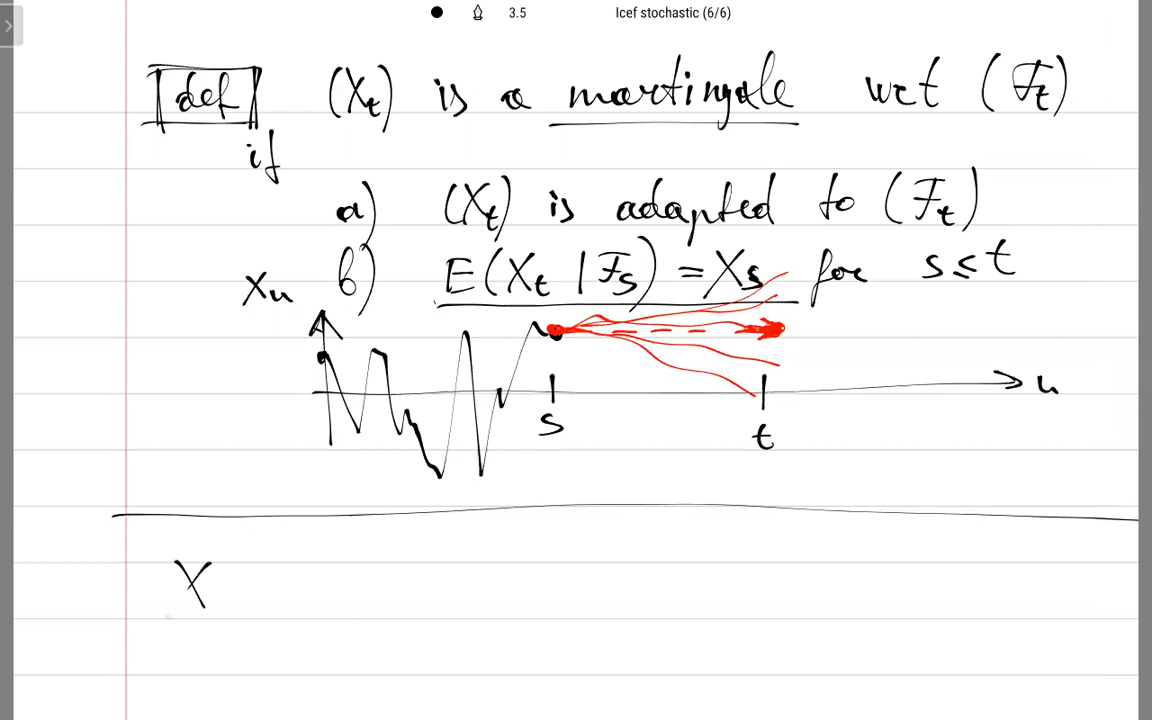 3.5 Icef stochastic (6/6)
def (Xt) is a martingale wrt (Ft)
if
a) (Xt) is adapted to (Ft)
b) E(Xt | Fs) = Xs for s ≤ t
Xu
u
s
t
X